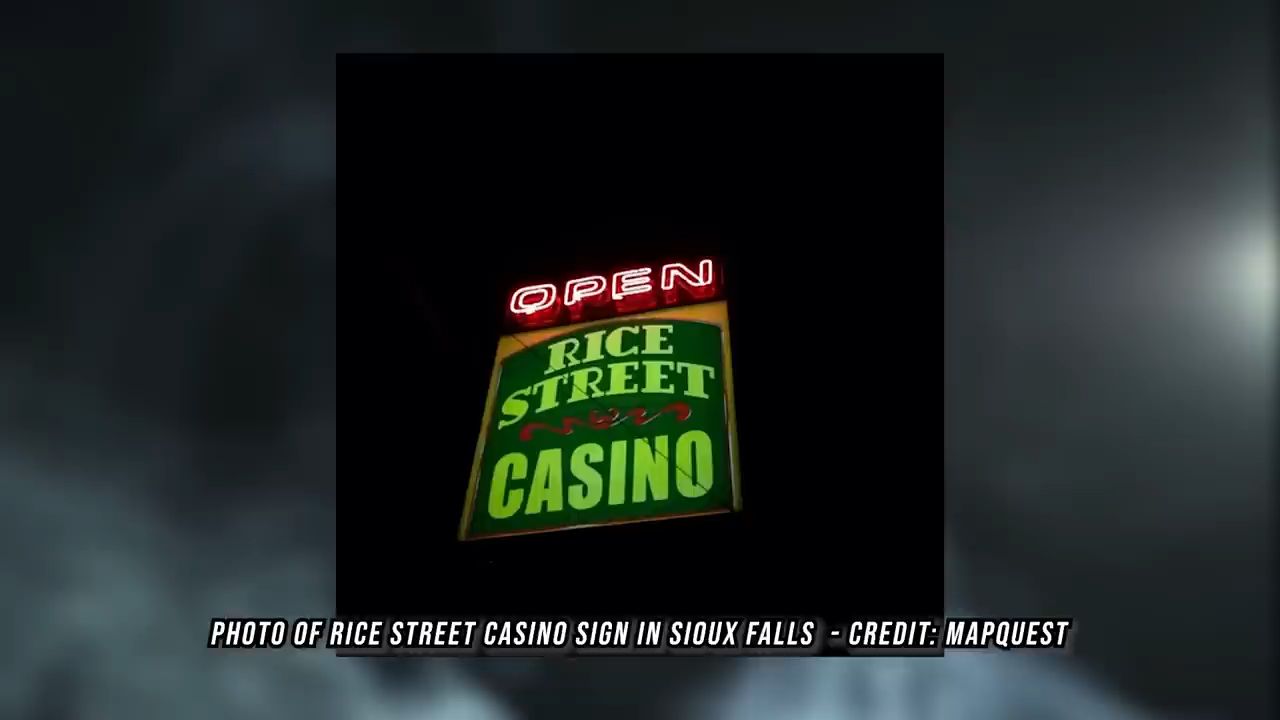 OPEN
RICE
STREET
CASINO
PHOTO OF RICE STREET CASINO SIGN IN SIOUX FALLS - CREDIT: MAPQUEST